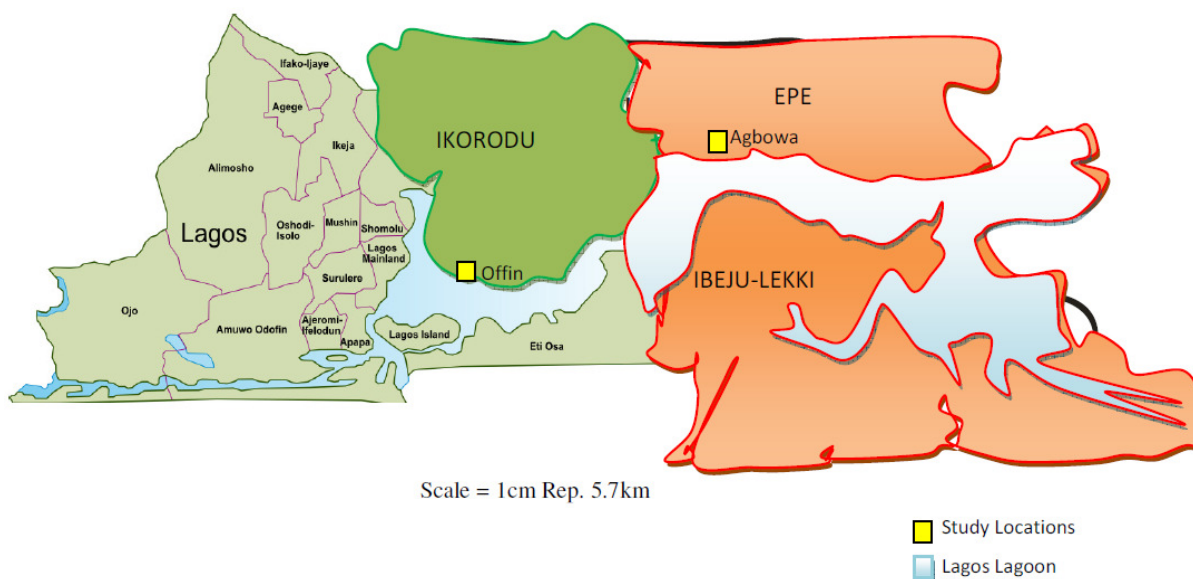 Ifako-Ijaye
Agege
Ikeja
Alimosho
Lagos
Oshodi-
Isolo
Mushin
Shomolu
Lagos
Mainland
Surulere
Ojo
Amuwo Odofin
Ajeromi-
Ifelodun
Apapa
Lagos Island
Eti Osa
IKORODU
Offin
EPE
Agbowa
IBEJU-LEKKI
Scale = 1cm Rep. 5.7km
Study Locations
Lagos Lagoon